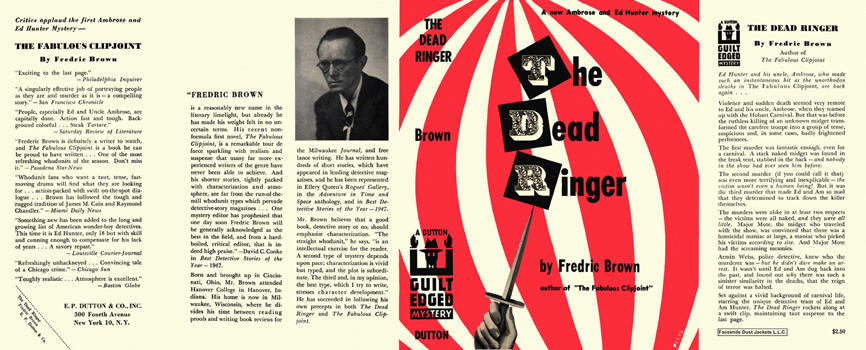 Critics applaud the first Ambrose and
Ed Hunter Mystery—
THE FABULOUS CLIPJOINT
By Fredric Brown
"Exciting to the last page."
—Philadelphia Inquirer
"A singularly effective job of portraying people
as they are and murder as it is—a compelling
story."—San Francisco Chronicle
"People, especially Ed and Uncle Ambrose, are
capitally done. Action fast and tough. Back-
ground colorful . . . Steak Tartare."
—Saturday Review of Literature
"Fredric Brown is definitely a writer to watch,
and The Fabulous Clipjoint is a book he can
be proud to have written . . . One of the most
refreshing whodunits of the season. Don't miss
it."—Pasadena Star-News
"Whodunit fans who want a taut, tense, fast-
moving drama will find what they are looking
for . . . action-packed with swift on-the-spot dia-
logue . . . Brown has followed the tough and
rugged tradition of James M. Cain and Raymond
Chandler."—Miami Daily News
"Something new has been added to the long and
growing list of American wonder-boy detectives.
This time it is Ed Hunter, only 18 but with skill
and cunning enough to compensate for his lack
of years . . . A savory repast."
—Louisville Courier-Journal
"Refreshingly unhackneyed . . . Convincing tale
of a Chicago crime."—Chicago Sun
"Toughly realistic . . . Atmosphere is excellent."
—Boston Globe
E. P. DUTTON & CO., INC.
300 Fourth Avenue
New York 10, N.Y.
"FREDRIC BROWN
is a reasonably new name in the
literary limelight, but already he
has made his weight felt in no un-
certain terms. His recent non-
formula first novel, The Fabulous
Clipjoint, is a remarkable tour de
force sparkling with realism and
suspense that many far more ex-
perienced writers of the genre have
never been able to achieve. And
his shorter stories, tightly packed
with characterization and atmo-
sphere, are far from the run-of-the-
mill whodunit types which pervade
detective-story magazines . . . One
mystery editor has prophesied that
one day soon Fredric Brown will
be generally acknowledged as the
best in the field, and from a hard-
boiled, critical editor, that is in-
deed high praise."—David C. Cooke
in Best Detective Stories of the
Year—1947.
Born and brought up in Cincin-
nati, Ohio, Mr. Brown attended
Hanover College in Hanover, In-
diana. His home is now in Mil-
waukee, Wisconsin, where he di-
vides his time between reading
proofs and writing book reviews for
the Milwaukee Journal, and free
lance writing. He has written hun-
dreds of short stories, which have
appeared in leading detective mag-
azines, and he has been represented
in Ellery Queen's Rogues' Gallery,
in the Adventure in Time and
Space anthology, and in Best De-
tective Stories of the Year—1947.
Mr. Brown believes that a good
book, detective story or no, should
emphasize characterization. "The
straight whodunit," he says, "is an
intellectual exercise for the reader.
A second type of mystery depends
upon pace; characterization is vivid
but typed, and the plot is subordi-
nate. The third and, in my opinion,
the best type, which I try to write,
stresses character development."
He has succeeded in following his
own precepts in both The Dead
Ringer and The Fabulous Clip-
joint.
THE
DEAD
RINGER
Brown
A DUTTON
GUILT
EDGED
MYSTERY
DUTTON
A new Ambrose and Ed Hunter mystery
The
Dead
Ringer
by Fredric Brown
author of "The Fabulous Clipjoint"
A DUTTON
GUILT
EDGED
MYSTERY
THE DEAD RINGER
By Fredric Brown
Author of
The Fabulous Clipjoint
Ed Hunter and his uncle, Ambrose, who made
such an instantaneous hit as the unorthodox
sleuths in The Fabulous Clipjoint, are back
again . . .
Violence and sudden death seemed very remote
to Ed and his uncle, Ambrose, when they teamed
up with the Hobart Carnival. But that was before
the ruthless killing of an unknown midget trans-
formed the carefree troupe into a group of tense,
suspicious and, in some cases, badly frightened
performers.
The first murder was fantastic enough, even for
a carnival. A stark naked midget was found in
the freak tent, stabbed in the back—and nobody
in the show had ever seen him before.
The second murder (if you could call it that)
was even more terrifying and inexplicable—the
victim wasn't even a human being! But it was
the third murder that made Ed and Am so mad
that they determined to track down the killer
themselves.
The murders were alike in at least two respects
—the victims were all naked, and they were all
little. Major Mote, the midget who traveled
with the show, was convinced that there was a
homicidal maniac at large, a maniac who picked
his victims according to size. And Major Mote
had the screaming meamies.
Armin Weiss, police detective, knew who the
murderer was—but he didn't dare make an ar-
rest. It wasn't until Ed and Am dug back into
the past, and found out why there was such a
sinister similarity in the deaths, that the reign
of terror was halted.
Set against a vivid background of carnival life,
starring the unique detective team of Ed and
Am Hunter, The Dead Ringer rockets along at
a swift clip, maintaining taut suspense to the
last page.
Facsimile Dust Jackets L.L.C.
$2.50